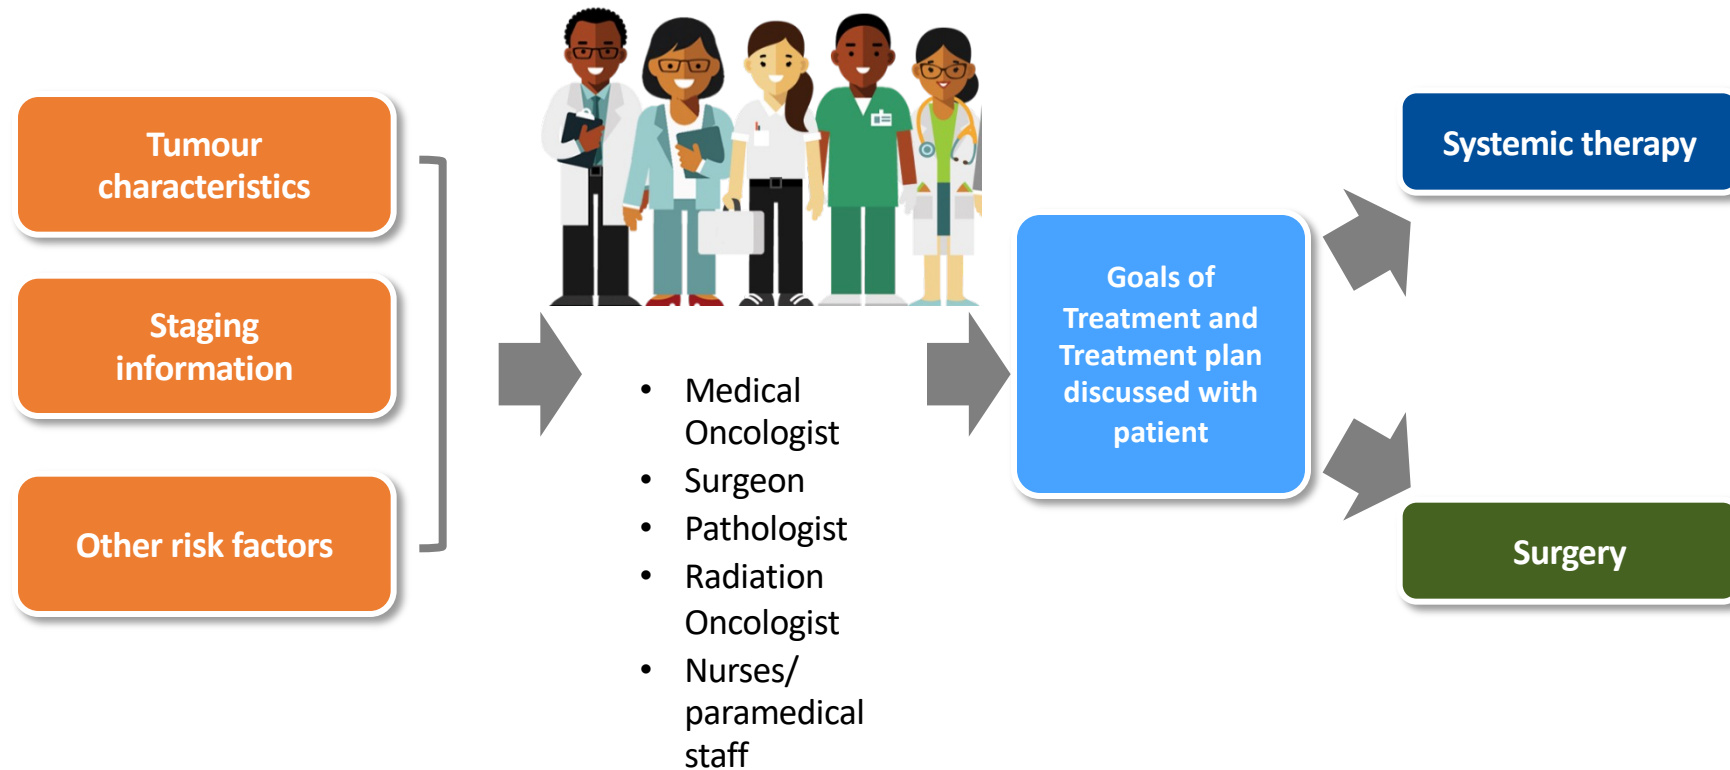 Tumour
characteristics
Staging
information
Other risk factors
• Medical
Oncologist
• Surgeon
• Pathologist
• Radiation
Oncologist
• Nurses/
paramedical
staff
Goals of
Treatment and
Treatment plan
discussed with
patient
Systemic therapy
Surgery